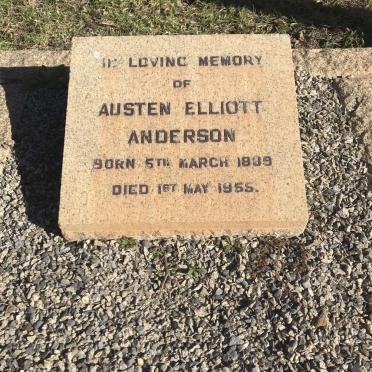 IN LOVING MEMORY
OF
AUSTEN ELLIOTT
ANDERSON
BORN 5TH MARCH 1889
DIED 1ST MAY 1955.